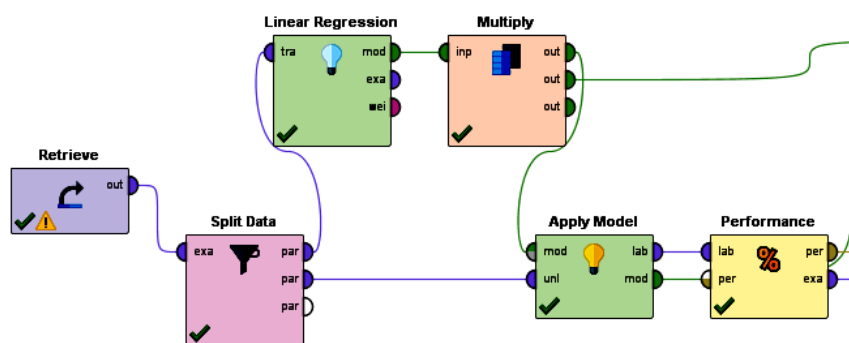 Linear Regression
Multiply
tra
mod
exa
wei
inp
out
out
out
Retrieve
out
Split Data
exa
par
par
par
Apply Model
mod
unl
lab
mod
Performance
lab
per
per
exa
%